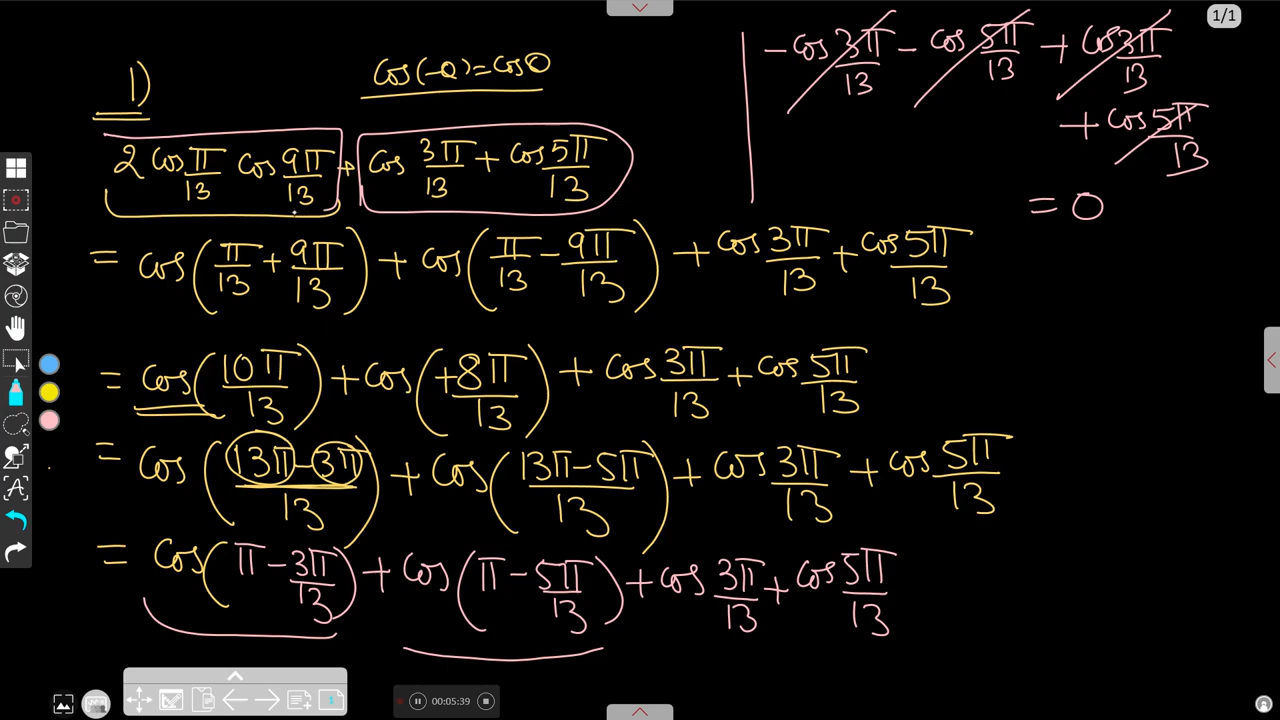 1/1
1)
cos(-θ)=cosθ
2 cos π/13 cos 9π/13 + cos 3π/13 + cos 5π/13
= cos(π/13 + 9π/13) + cos(π/13 - 9π/13) + cos 3π/13 + cos 5π/13
= cos(10π/13) + cos(+8π/13) + cos 3π/13 + cos 5π/13
= cos((13π-3π)/13) + cos((13π-5π)/13) + cos 3π/13 + cos 5π/13
= cos(π - 3π/13) + cos(π - 5π/13) + cos 3π/13 + cos 5π/13
- cos 3π/13 - cos 5π/13 + cos 3π/13
+ cos 5π/13
= 0
1
00:05:39